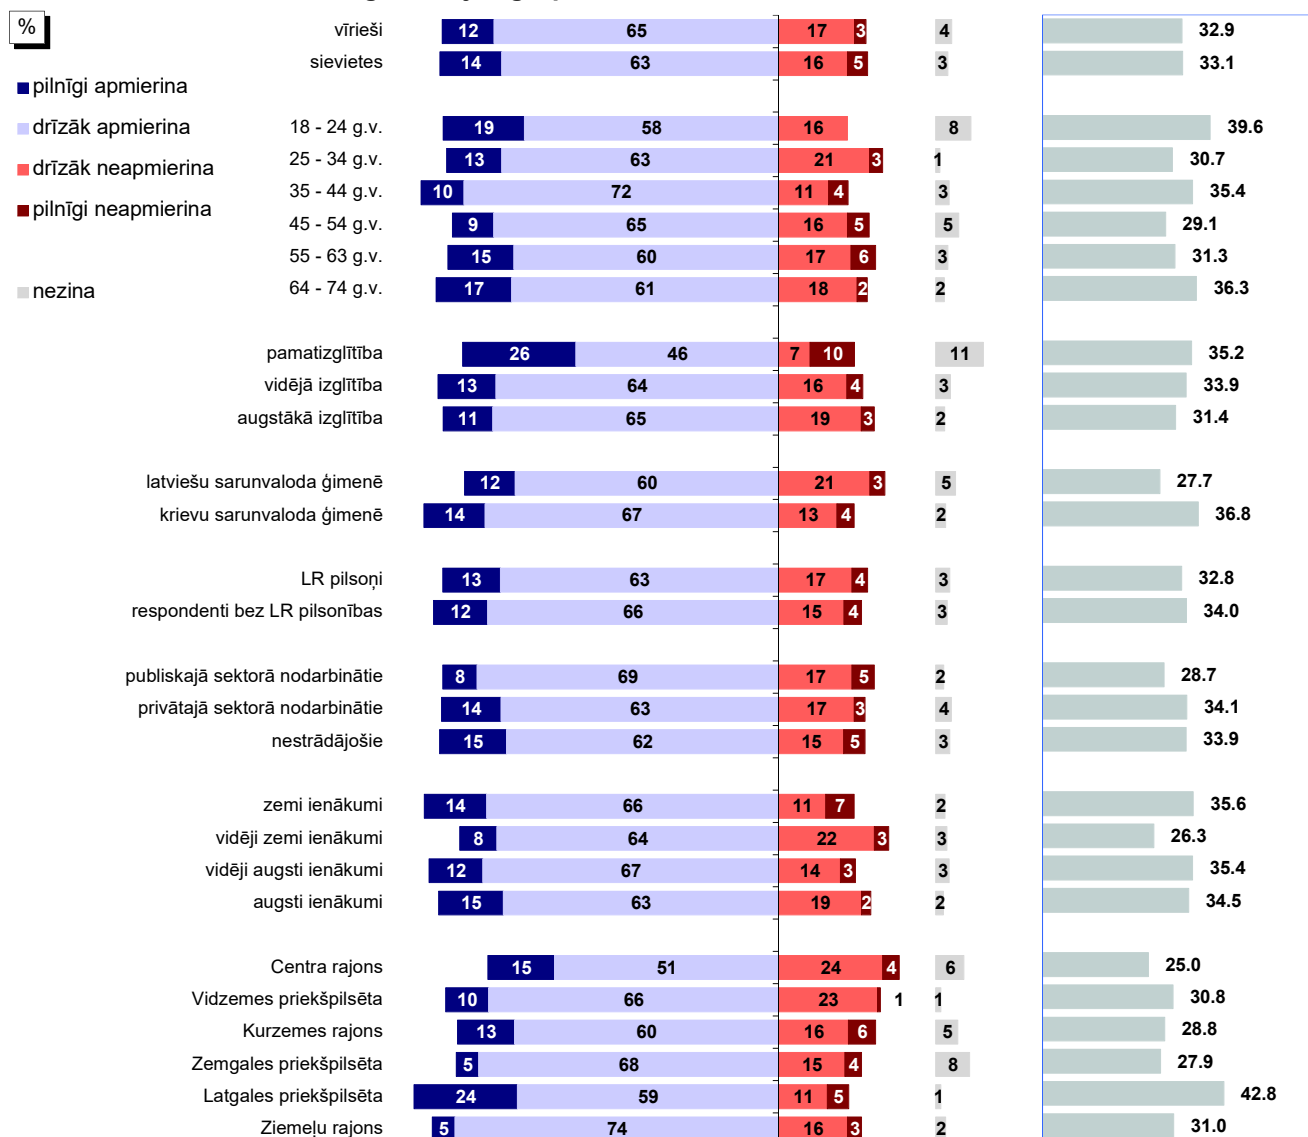 %
pilnīgi apmierina
drīzāk apmierina
drīzāk neapmierina
pilnīgi neapmierina
nezina
vīrieši 12 65 17 3 4 32.9
sievietes 14 63 16 5 3 33.1
18 - 24 g.v. 19 58 16 8 39.6
25 - 34 g.v. 13 63 21 3 1 30.7
35 - 44 g.v. 10 72 11 4 3 35.4
45 - 54 g.v. 9 65 16 5 5 29.1
55 - 63 g.v. 15 60 17 6 3 31.3
64 - 74 g.v. 17 61 18 2 2 36.3
pamatizglītība 26 46 7 10 11 35.2
vidējā izglītība 13 64 16 4 3 33.9
augstākā izglītība 11 65 19 3 2 31.4
latviešu sarunvaloda ģimenē 12 60 21 3 5 27.7
krievu sarunvaloda ģimenē 14 67 13 4 2 36.8
LR pilsoņi 13 63 17 4 3 32.8
respondenti bez LR pilsonības 12 66 15 4 3 34.0
publiskajā sektorā nodarbinātie 8 69 17 5 2 28.7
privātajā sektorā nodarbinātie 14 63 17 3 4 34.1
nestrādājošie 15 62 15 5 3 33.9
zemi ienākumi 14 66 11 7 2 35.6
vidēji zemi ienākumi 8 64 22 3 3 26.3
vidēji augsti ienākumi 12 67 14 3 3 35.4
augsti ienākumi 15 63 19 2 2 34.5
Centra rajons 15 51 24 4 6 25.0
Vidzemes priekšpilsēta 10 66 23 1 1 30.8
Kurzemes rajons 13 60 16 6 5 28.8
Zemgales priekšpilsēta 5 68 15 4 8 27.9
Latgales priekšpilsēta 24 59 11 5 1 42.8
Ziemeļu rajons 5 74 16 3 2 31.0